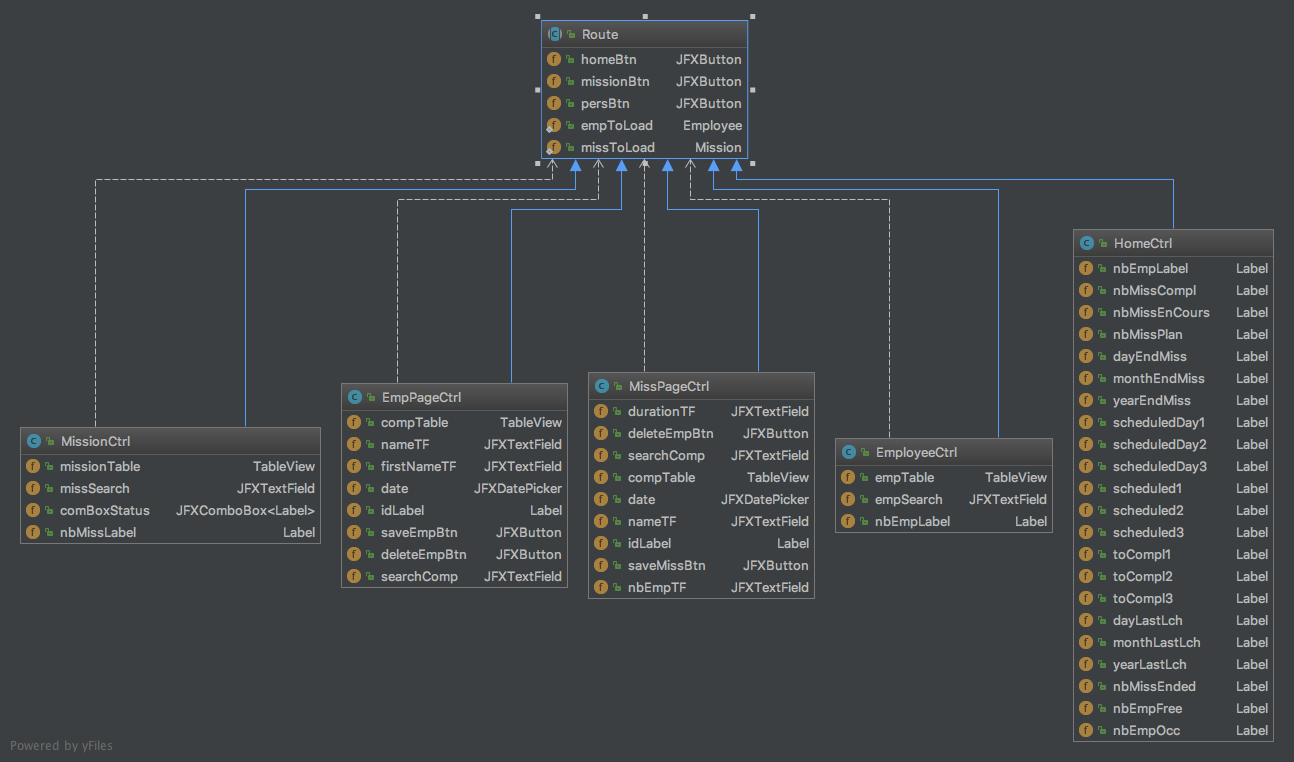 Route
homeBtn JFXButton
missionBtn JFXButton
persBtn JFXButton
empToLoad Employee
missToLoad Mission
MissionCtrl
missionTable TableView
missSearch JFXTextField
comBoxStatus JFXComboBox<Label>
nbMissLabel Label
EmpPageCtrl
compTable TableView
nameTF JFXTextField
firstNameTF JFXTextField
date JFXDatePicker
idLabel Label
saveEmpBtn JFXButton
deleteEmpBtn JFXButton
searchComp JFXTextField
MissPageCtrl
durationTF JFXTextField
deleteEmpBtn JFXButton
searchComp JFXTextField
compTable TableView
date JFXDatePicker
nameTF JFXTextField
idLabel Label
saveMissBtn JFXButton
nbEmpTF JFXTextField
EmployeeCtrl
empTable TableView
empSearch JFXTextField
nbEmpLabel Label
HomeCtrl
nbEmpLabel Label
nbMissCompl Label
nbMissEnCours Label
nbMissPlan Label
dayEndMiss Label
monthEndMiss Label
yearEndMiss Label
scheduledDay1 Label
scheduledDay2 Label
scheduledDay3 Label
scheduled1 Label
scheduled2 Label
scheduled3 Label
toCompl1 Label
toCompl2 Label
toCompl3 Label
dayLastLch Label
monthLastLch Label
yearLastLch Label
nbMissEnded Label
nbEmpFree Label
nbEmpOcc Label
Powered by yFiles